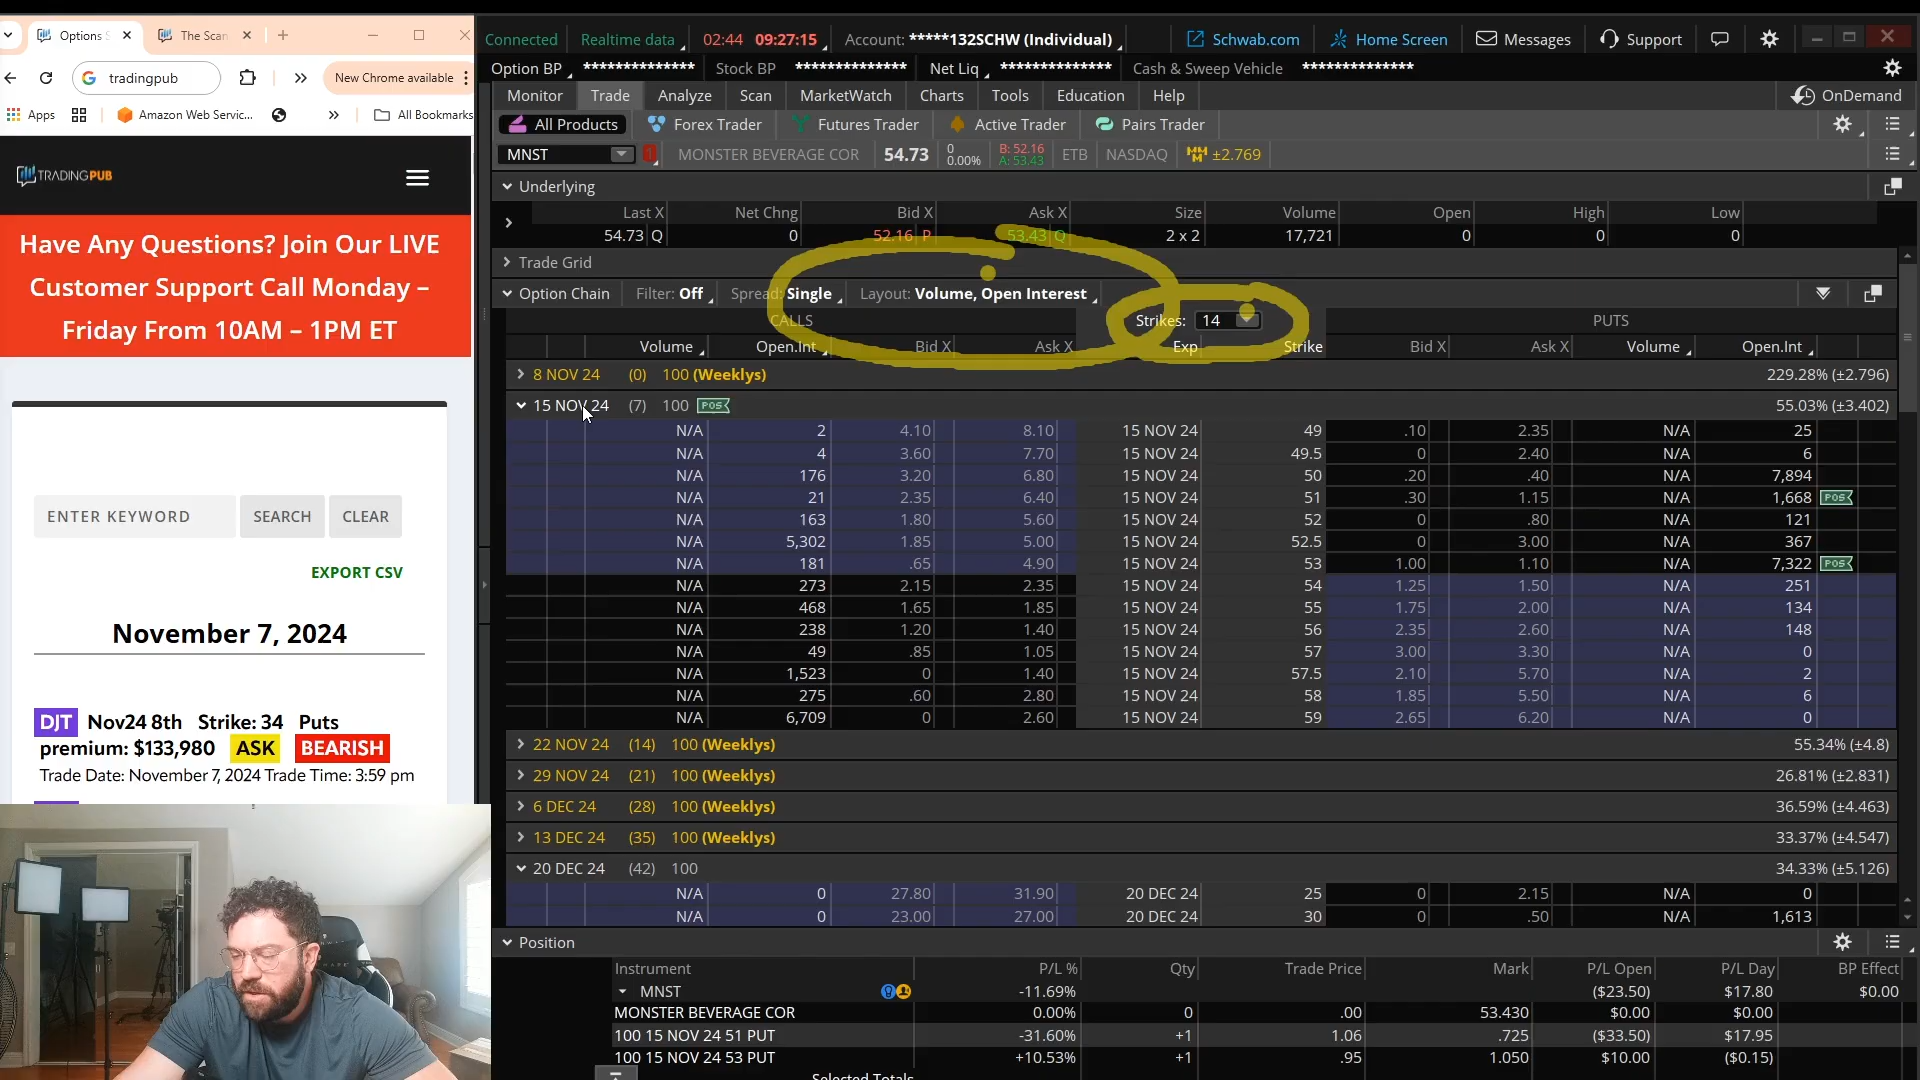 Options S
The Scan
tradingpub
New Chrome available
Apps
Amazon Web Servic...
All Bookmarks
TRADINGPUB
Have Any Questions? Join Our LIVE
Customer Support Call Monday –
Friday From 10AM – 1PM ET
ENTER KEYWORD SEARCH CLEAR
EXPORT CSV
November 7, 2024
DJT Nov24 8th Strike: 34 Puts
premium: $133,980 ASK BEARISH
Trade Date: November 7, 2024 Trade Time: 3:59 pm
Connected Realtime data 02:44 09:27:15 Account: *****132SCHW (Individual) Schwab.com Home Screen Messages Support
Option BP ************** Stock BP ************** Net Liq ************** Cash & Sweep Vehicle **************
Monitor Trade Analyze Scan MarketWatch Charts Tools Education Help OnDemand
All Products Forex Trader Futures Trader Active Trader Pairs Trader
MNST MONSTER BEVERAGE COR 54.73 0 0.00% B: 52.16 A: 53.43 ETB NASDAQ ±2.769
Underlying
Last X Net Chng Bid X Ask X Size Volume Open High Low
54.73 Q 0 52.16 P 53.43 Q 2 x 2 17,721 0 0 0
Trade Grid
Option Chain Filter: Off Spread: Single Layout: Volume, Open Interest
CALLS Strikes: 14 PUTS
Volume Open.Int Bid X Ask X Exp Strike Bid X Ask X Volume Open.Int
8 NOV 24 (0) 100 (Weeklys) 229.28% (±2.796)
15 NOV 24 (7) 100 POS 55.03% (±3.402)
N/A 2 4.10 8.10 15 NOV 24 49 .10 2.35 N/A 25
N/A 4 3.60 7.70 15 NOV 24 49.5 0 2.40 N/A 6
N/A 176 3.20 6.80 15 NOV 24 50 .20 .40 N/A 7,894
N/A 21 2.35 6.40 15 NOV 24 51 .30 1.15 N/A 1,668 POS
N/A 163 1.80 5.60 15 NOV 24 52 0 .80 N/A 121
N/A 5,302 1.85 5.00 15 NOV 24 52.5 0 3.00 N/A 367
N/A 181 .65 4.90 15 NOV 24 53 1.00 1.10 N/A 7,322 POS
N/A 273 2.15 2.35 15 NOV 24 54 1.25 1.50 N/A 251
N/A 468 1.65 1.85 15 NOV 24 55 1.75 2.00 N/A 134
N/A 238 1.20 1.40 15 NOV 24 56 2.35 2.60 N/A 148
N/A 49 .85 1.05 15 NOV 24 57 3.00 3.30 N/A 0
N/A 1,523 0 1.40 15 NOV 24 57.5 2.10 5.70 N/A 2
N/A 275 .60 2.80 15 NOV 24 58 1.85 5.50 N/A 6
N/A 6,709 0 2.60 15 NOV 24 59 2.65 6.20 N/A 0
22 NOV 24 (14) 100 (Weeklys) 55.34% (±4.8)
29 NOV 24 (21) 100 (Weeklys) 26.81% (±2.831)
6 DEC 24 (28) 100 (Weeklys) 36.59% (±4.463)
13 DEC 24 (35) 100 (Weeklys) 33.37% (±4.547)
20 DEC 24 (42) 100 34.33% (±5.126)
N/A 0 27.80 31.90 20 DEC 24 25 0 2.15 N/A 0
N/A 0 23.00 27.00 20 DEC 24 30 0 .50 N/A 1,613
Position
Instrument P/L % Qty Trade Price Mark P/L Open P/L Day BP Effect
MNST -11.69% ($23.50) $17.80 $0.00
MONSTER BEVERAGE COR 0.00% 0 .00 53.430 $0.00 $0.00
100 15 NOV 24 51 PUT -31.60% +1 1.06 .725 ($33.50) $17.95
100 15 NOV 24 53 PUT +10.53% +1 .95 1.050 $10.00 ($0.15)
Selected Totals